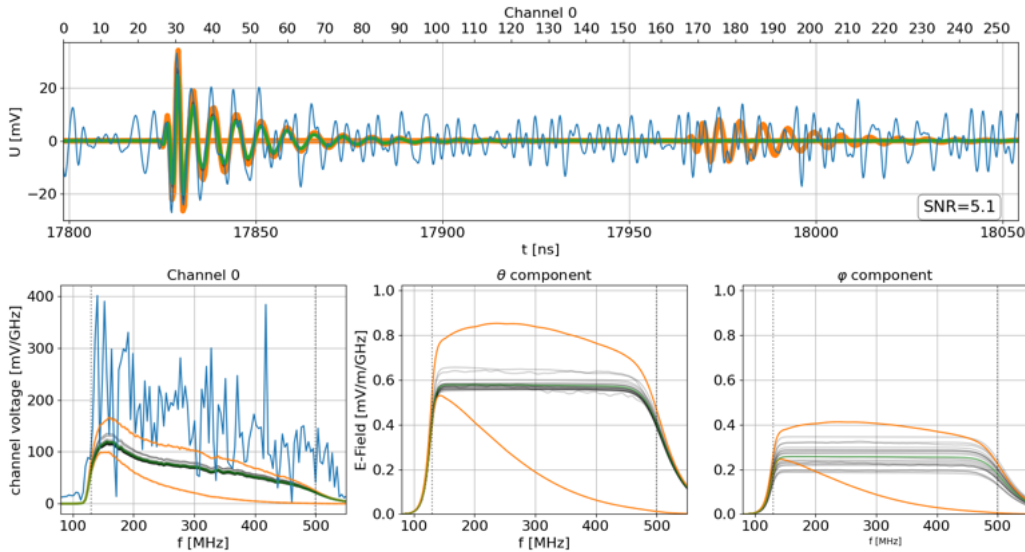 Channel 0
0 10 20 30 40 50 60 70 80 90 100 110 120 130 140 150 160 170 180 190 200 210 220 230 240 250
U [mV]
20
0
−20
SNR=5.1
17800 17850 17900 17950 18000 18050
t [ns]
Channel 0
θ component
φ component
channel voltage [mV/GHz]
400
300
200
100
0
100 200 300 400 500
f [MHz]
E-Field [mV/m/GHz]
1.0
0.8
0.6
0.4
0.2
0.0
100 200 300 400 500
f [MHz]
1.0
0.8
0.6
0.4
0.2
0.0
100 200 300 400 500
f [MHz]